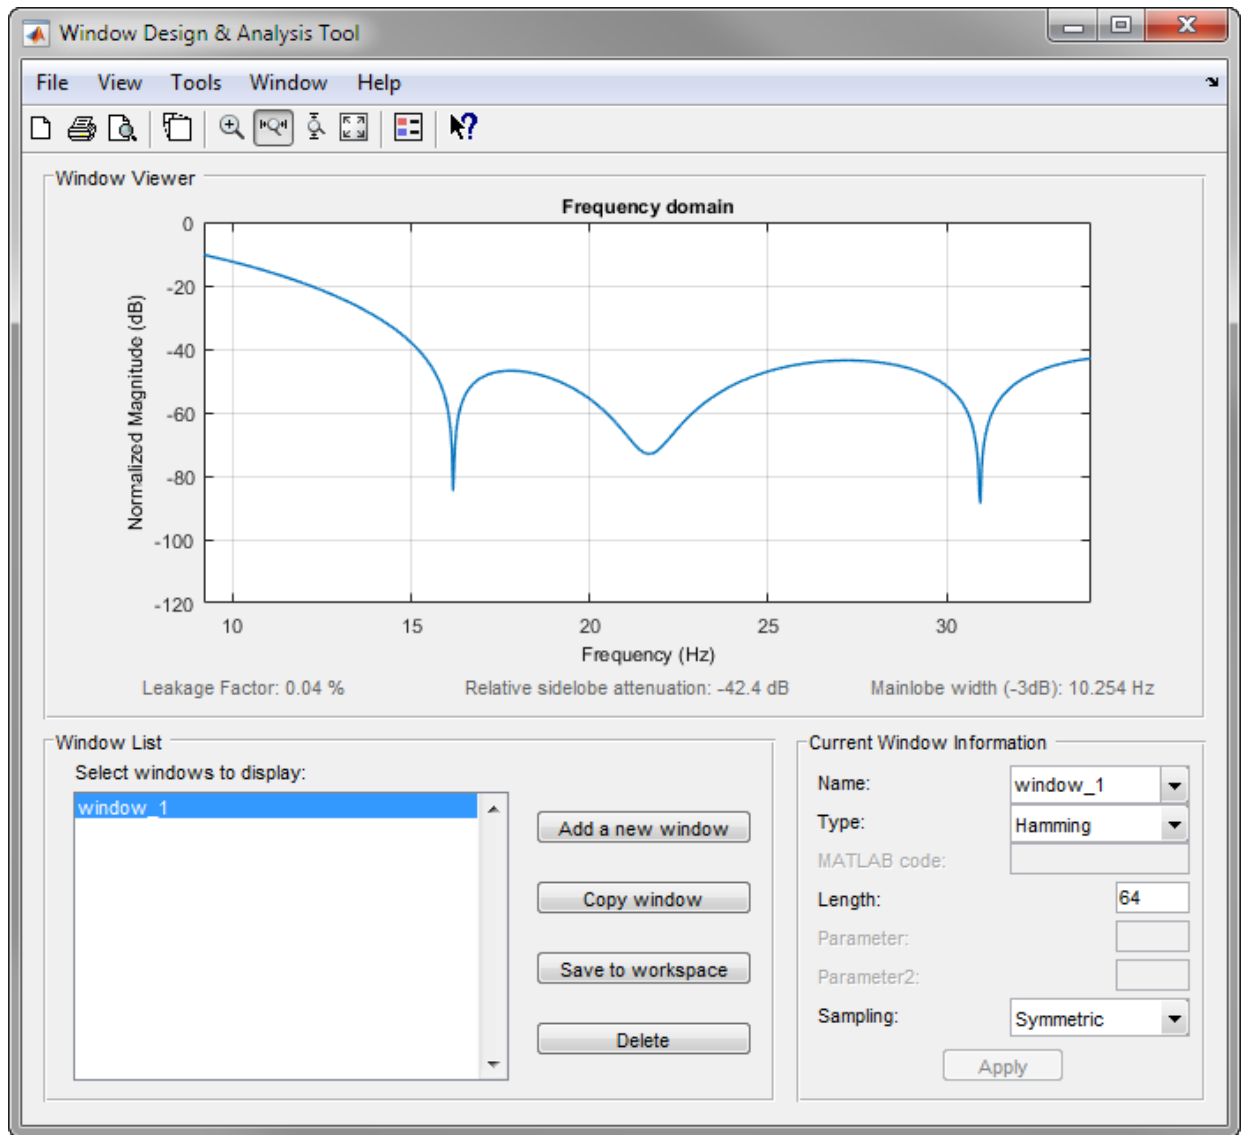 Window Design & Analysis Tool
File View Tools Window Help
Window Viewer
Frequency domain
0
-20
-40
-60
-80
-100
-120
Normalized Magnitude (dB)
10 15 20 25 30
Frequency (Hz)
Leakage Factor: 0.04 % Relative sidelobe attenuation: -42.4 dB Mainlobe width (-3dB): 10.254 Hz
Window List
Select windows to display:
window_1
Add a new window
Copy window
Save to workspace
Delete
Current Window Information
Name: window_1
Type: Hamming
MATLAB code:
Length: 64
Parameter:
Parameter2:
Sampling: Symmetric
Apply